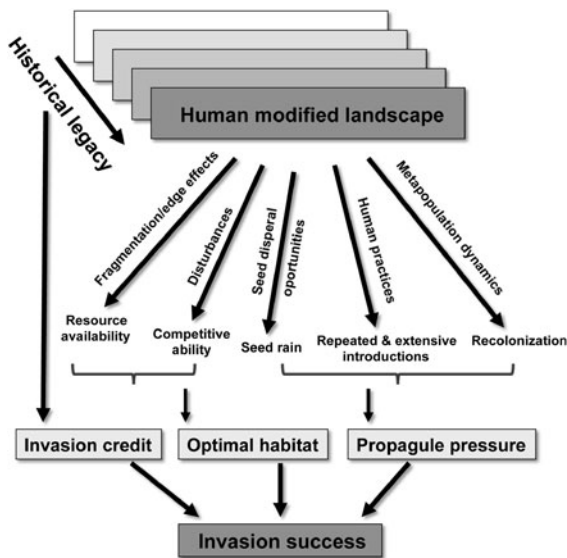 Historical legacy
Human modified landscape
Fragmentation/edge effects
Disturbances
Seed disperal
oportunities
Human
practices
Metapopulation dynamics
Resource
availability
Competitive
ability
Seed rain
Repeated & extensive
introductions
Recolonization
Invasion credit
Optimal habitat
Propagule pressure
Invasion success